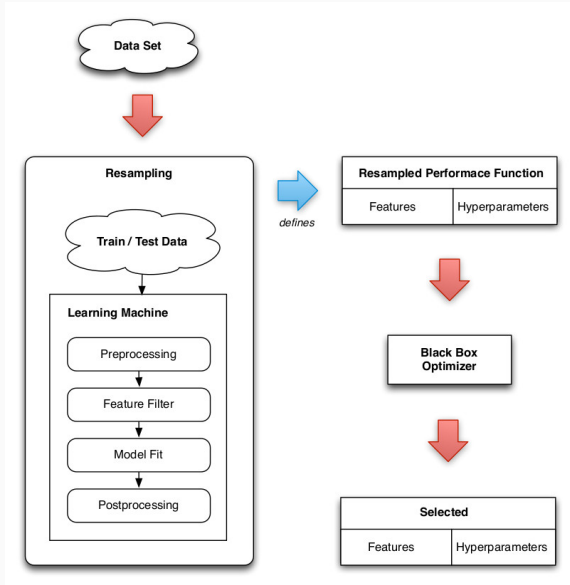 Data Set
Resampling
Train / Test Data
Learning Machine
Preprocessing
Feature Filter
Model Fit
Postprocessing
defines
Resampled Performace Function
Features
Hyperparameters
Black Box
Optimizer
Selected
Features
Hyperparameters